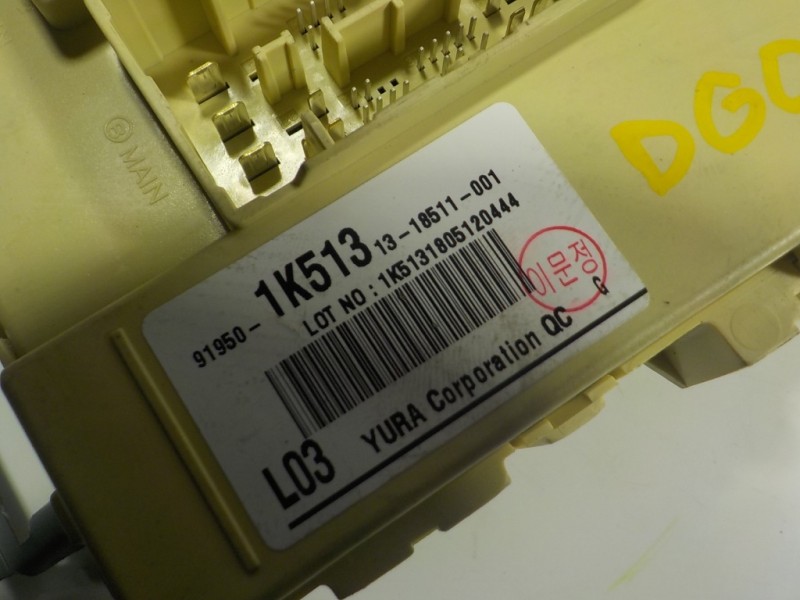 MAIN
DGC
91950-1K513 13-18511-001
LOT NO : 1K5131805120444
이문정
L03 YURA Corporation QC G